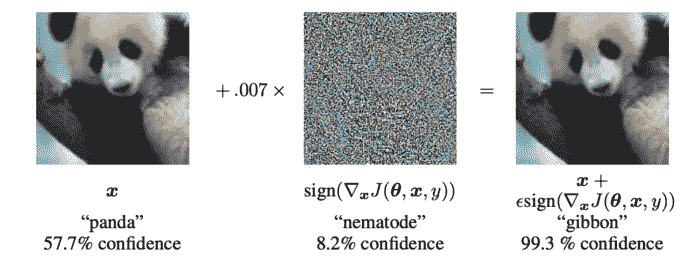 + .007 ×
=
x
sign(∇ₓJ(θ, x, y))
x +
ϵsign(∇ₓJ(θ, x, y))
“panda”
“nematode”
“gibbon”
57.7% confidence
8.2% confidence
99.3 % confidence